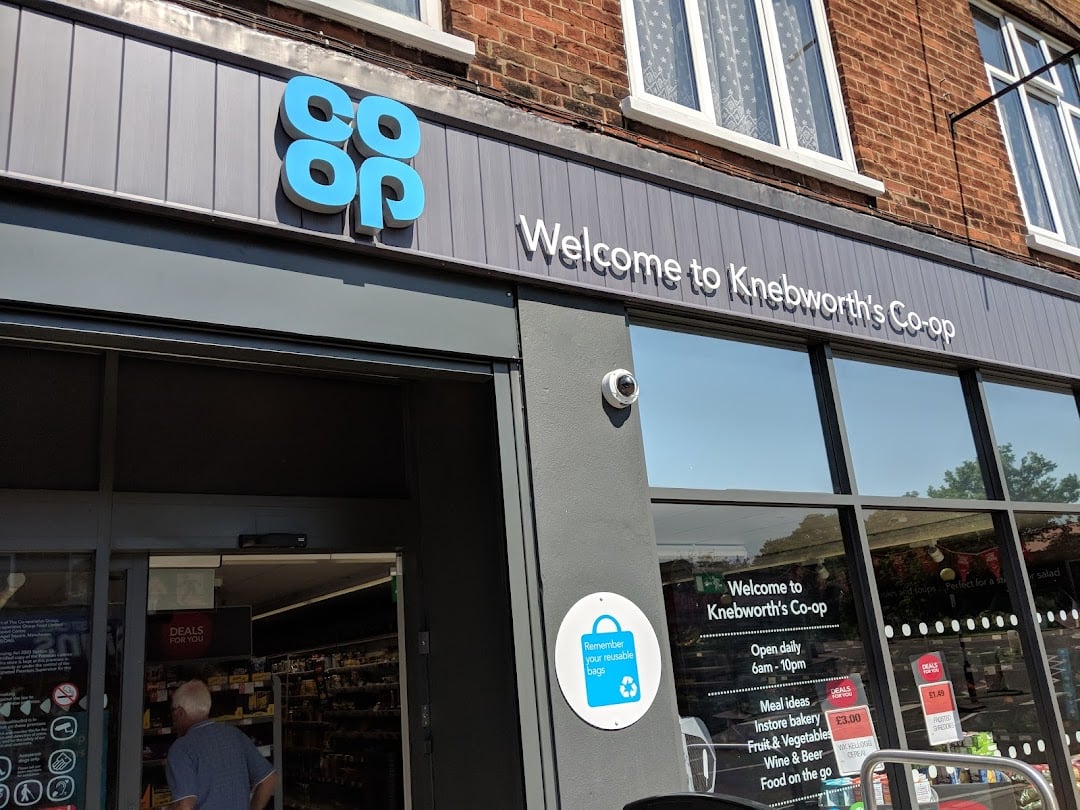 co
op
Welcome to Knebworth's Co-op
DEALS
FOR YOU
Remember
your reusable
bags
Welcome to
Knebworth's Co-op
Open daily
6am - 10pm
Meal ideas
Instore bakery
Fruit & Vegetables
Wine & Beer
Food on the go
DEALS
FOR YOU
£3.00
DEALS
FOR YOU
£1.49